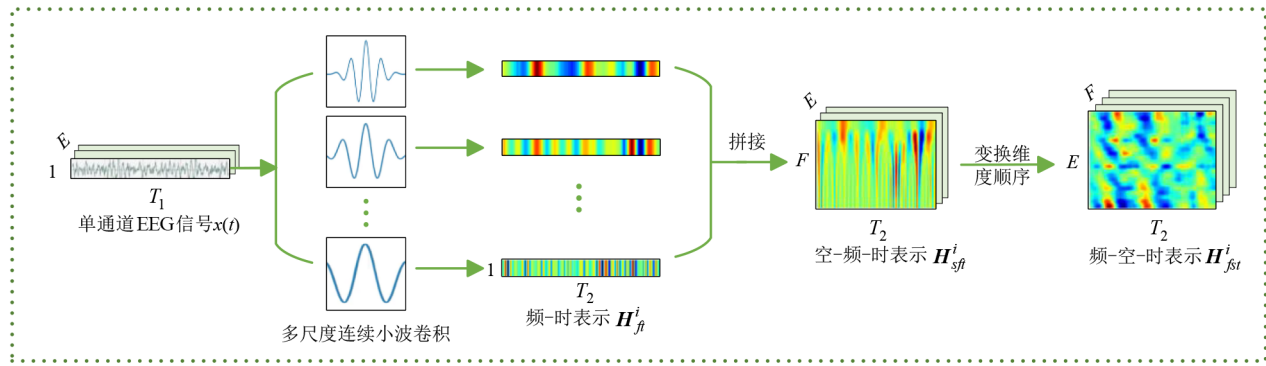 E
1
T1
单通道EEG信号x(t)
多尺度连续小波卷积
1
T2
频-时表示 H^i_ft
拼接
E
F
T2
空-频-时表示 H^i_sft
变换维
度顺序
F
E
T2
频-空-时表示 H^i_fst